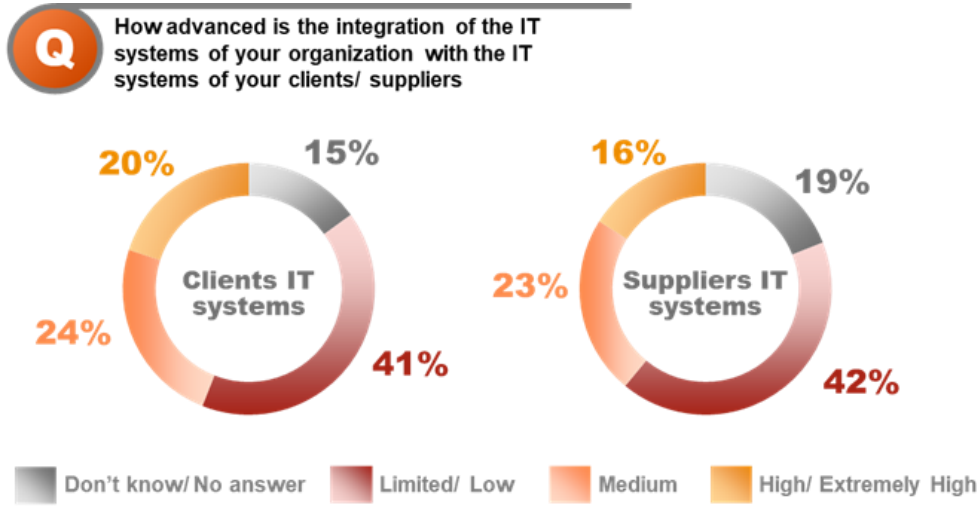 Q
How advanced is the integration of the IT
systems of your organization with the IT
systems of your clients/ suppliers
20%
15%
Clients IT
systems
24%
41%
16%
19%
Suppliers IT
systems
23%
42%
Don't know/ No answer
Limited/ Low
Medium
High/ Extremely High